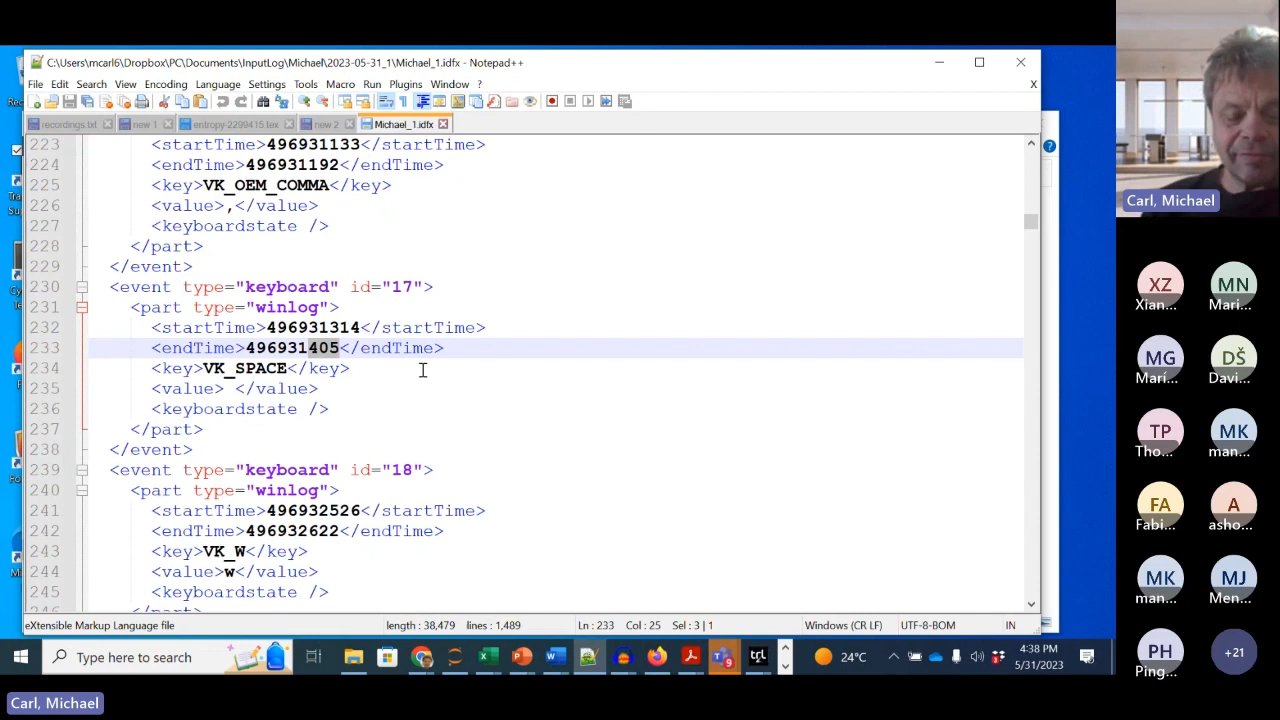 C:\Users\mcarl6\Dropbox\PC\Documents\InputLog\Michael\2023-05-31_1\Michael_1.idfx - Notepad++
File Edit Search View Encoding Language Settings Tools Macro Run Plugins Window ? X
recordings.txt new 1 entropy-2299415.tex new 2 Michael_1.idfx
223 <startTime>496931133</startTime>
224 <endTime>496931192</endTime>
225 <key>VK_OEM_COMMA</key>
226 <value>,</value>
227 <keyboardstate />
228 </part>
229 </event>
230 <event type="keyboard" id="17">
231 <part type="winlog">
232 <startTime>496931314</startTime>
233 <endTime>496931405</endTime>
234 <key>VK_SPACE</key>
235 <value> </value>
236 <keyboardstate />
237 </part>
238 </event>
239 <event type="keyboard" id="18">
240 <part type="winlog">
241 <startTime>496932526</startTime>
242 <endTime>496932622</endTime>
243 <key>VK_W</key>
244 <value>w</value>
245 <keyboardstate />
246 </part>
eXtensible Markup Language file length : 38,479 lines : 1,489 Ln : 233 Col : 25 Sel : 3 | 1 Windows (CR LF) UTF-8-BOM IN
Type here to search 24°C 4:38 PM
5/31/2023
Carl, Michael
Carl, Michael
XZ MN
Xian... Mari...
MG DŠ
Marí... Davi...
TP MK
Tho... man...
FA A
Fabi... asho...
MK MJ
man... Men...
PH +21
Ping...